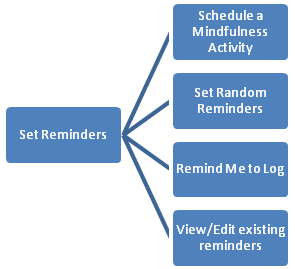 Set Reminders
Schedule a
Mindfulness
Activity
Set Random
Reminders
Remind Me to Log
View/Edit existing
reminders